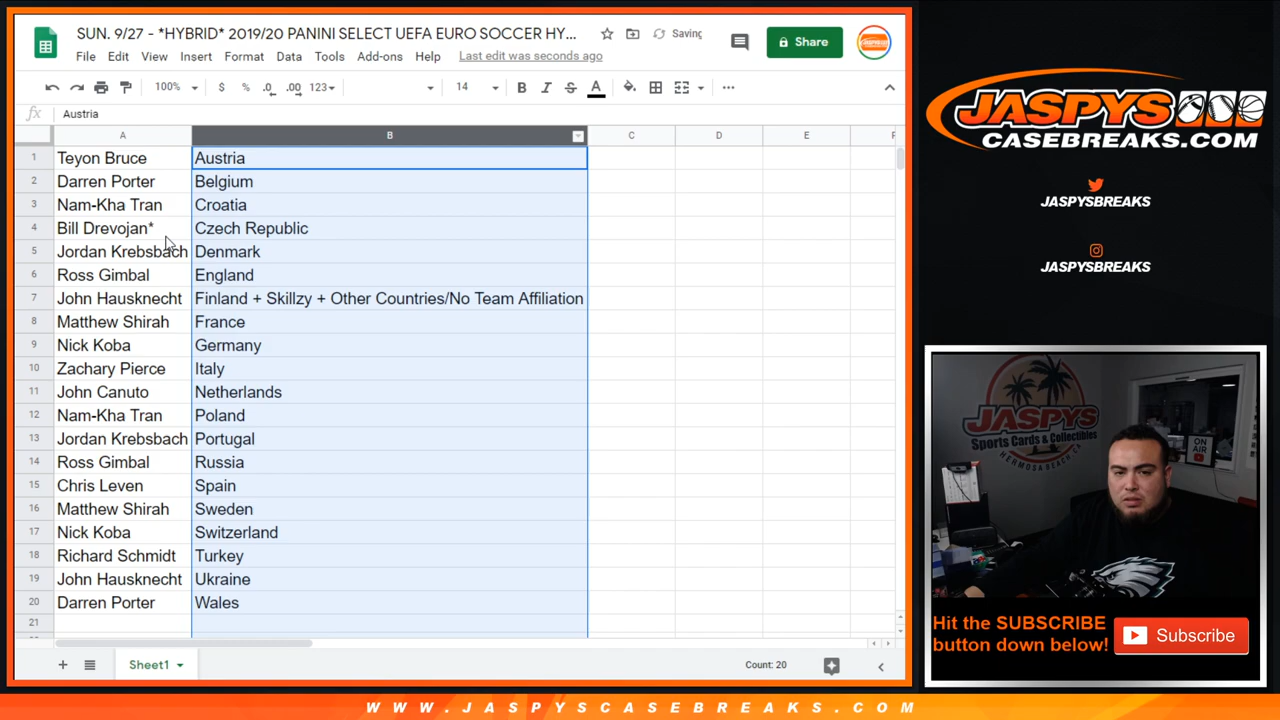 SUN. 9/27 - *HYBRID* 2019/20 PANINI SELECT UEFA EURO SOCCER HY...
Saving
Share
File Edit View Insert Format Data Tools Add-ons Help Last edit was seconds ago
100% $ % .0 .00 123 14 B I S A
fx Austria
A B C D E F
1 Teyon Bruce Austria
2 Darren Porter Belgium
3 Nam-Kha Tran Croatia
4 Bill Drevojan* Czech Republic
5 Jordan Krebsbach Denmark
6 Ross Gimbal England
7 John Hausknecht Finland + Skillzy + Other Countries/No Team Affiliation
8 Matthew Shirah France
9 Nick Koba Germany
10 Zachary Pierce Italy
11 John Canuto Netherlands
12 Nam-Kha Tran Poland
13 Jordan Krebsbach Portugal
14 Ross Gimbal Russia
15 Chris Leven Spain
16 Matthew Shirah Sweden
17 Nick Koba Switzerland
18 Richard Schmidt Turkey
19 John Hausknecht Ukraine
20 Darren Porter Wales
21
Sheet1
Count: 20
JASPYS
CASEBREAKS.COM
JASPYSBREAKS
JASPYSBREAKS
JASPYS
Sports Cards & Collectibles
HERMOSA BEACH, CA
ON
AIR
Hit the SUBSCRIBE
button down below!
Subscribe
WWW.JASPYSCASEBREAKS.COM